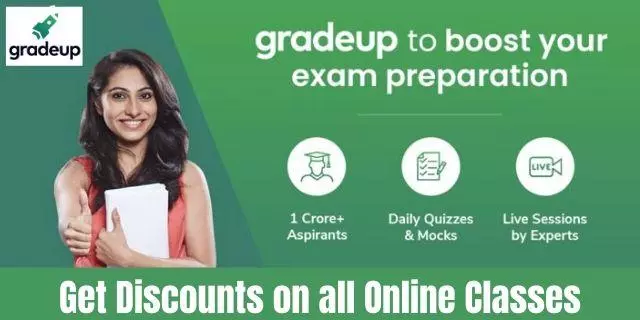 gradeup
gradeup to boost your
exam preparation
1 Crore+
Aspirants
Daily Quizzes
& Mocks
LIVE
Live Sessions
by Experts
Get Discounts on all Online Classes